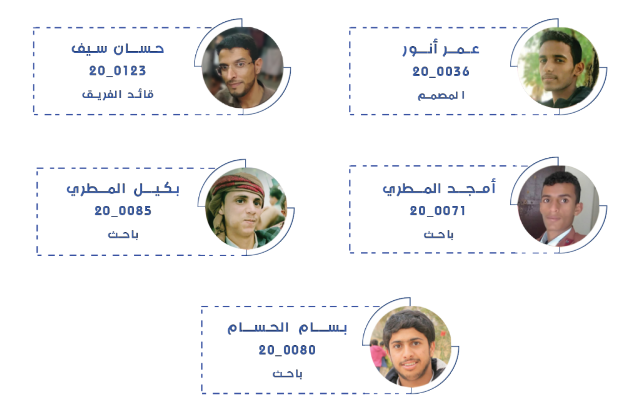 عمر أنور
20_0036
المصمم
حسان سيف
20_0123
قائد الفريق
أمجد المطري
20_0071
باحث
بكيل المطري
20_0085
باحث
بسام الحسام
20_0080
باحث